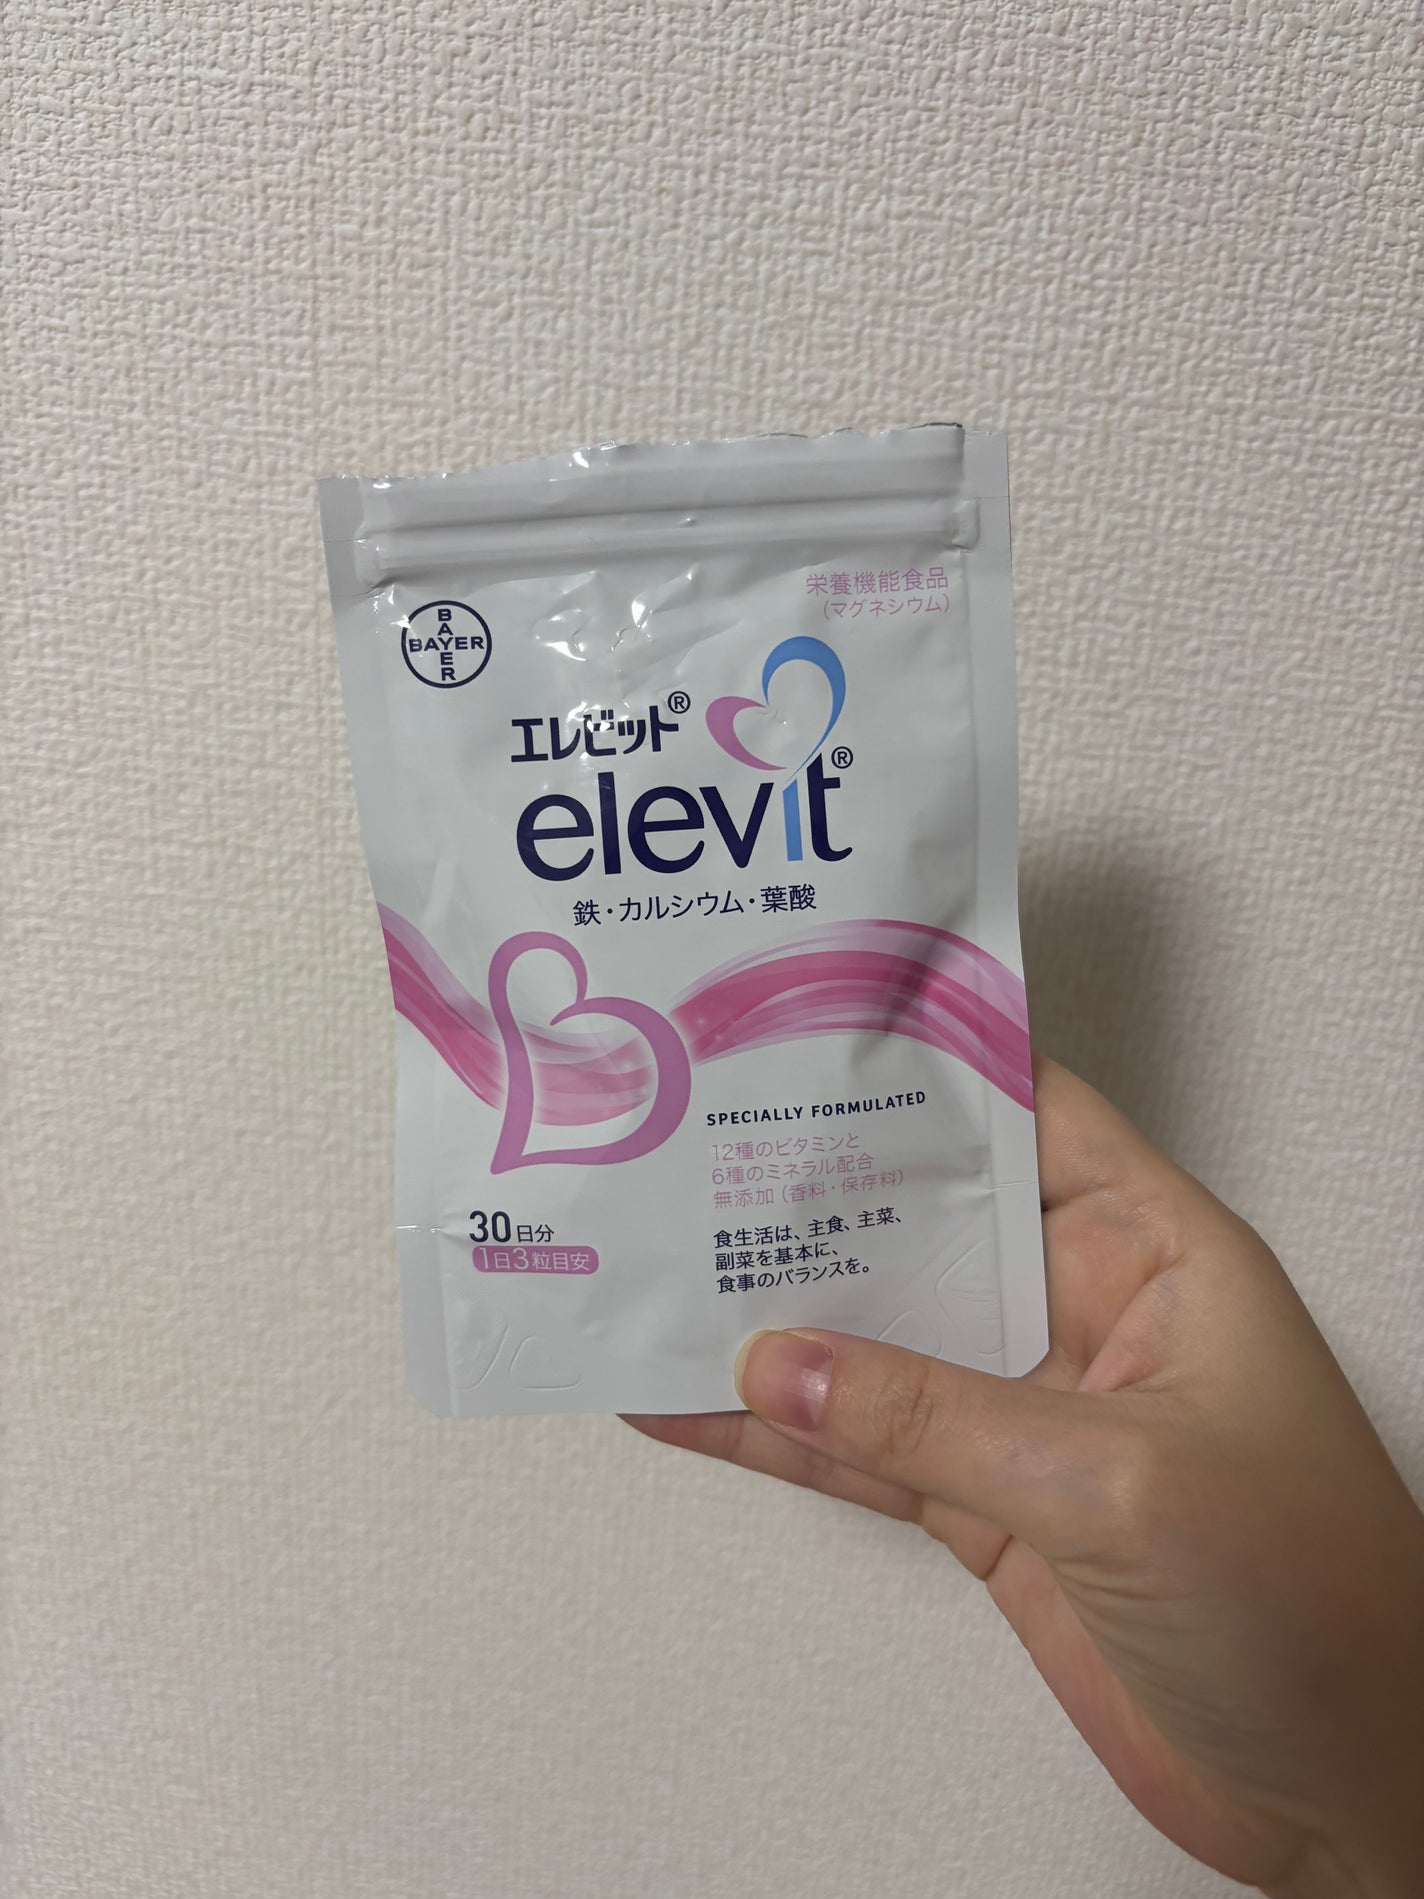 栄養機能食品
（マグネシウム）
BAYER
BAYER
エレビット®
elevit®
鉄・カルシウム・葉酸
SPECIALLY FORMULATED
12種のビタミンと
6種のミネラル配合
無添加（香料・保存料）
30日分
1日3粒目安
食生活は、主食、主菜、
副菜を基本に、
食事のバランスを。